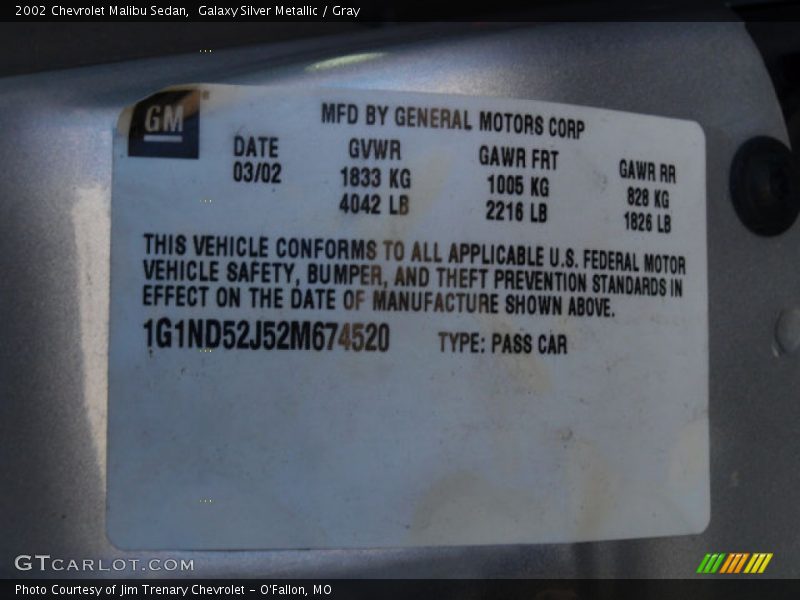 2002 Chevrolet Malibu Sedan,  Galaxy Silver Metallic / Gray
GM
MFD BY GENERAL MOTORS CORP
DATE GVWR GAWR FRT GAWR RR
03/02 1833 KG 1005 KG 828 KG
4042 LB 2216 LB 1826 LB
THIS VEHICLE CONFORMS TO ALL APPLICABLE U.S. FEDERAL MOTOR
VEHICLE SAFETY, BUMPER, AND THEFT PREVENTION STANDARDS IN
EFFECT ON THE DATE OF MANUFACTURE SHOWN ABOVE.
1G1ND52J52M674520 TYPE: PASS CAR
GTCARLOT.COM
Photo Courtesy of Jim Trenary Chevrolet - O'Fallon, MO